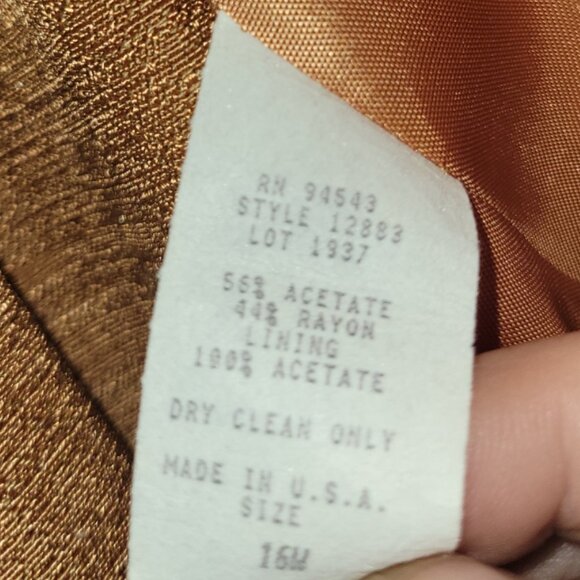 RN 94543
STYLE 12883
LOT 1937
56% ACETATE
44% RAYON
LINING
100% ACETATE
DRY CLEAN ONLY
MADE IN U.S.A.
SIZE
16W